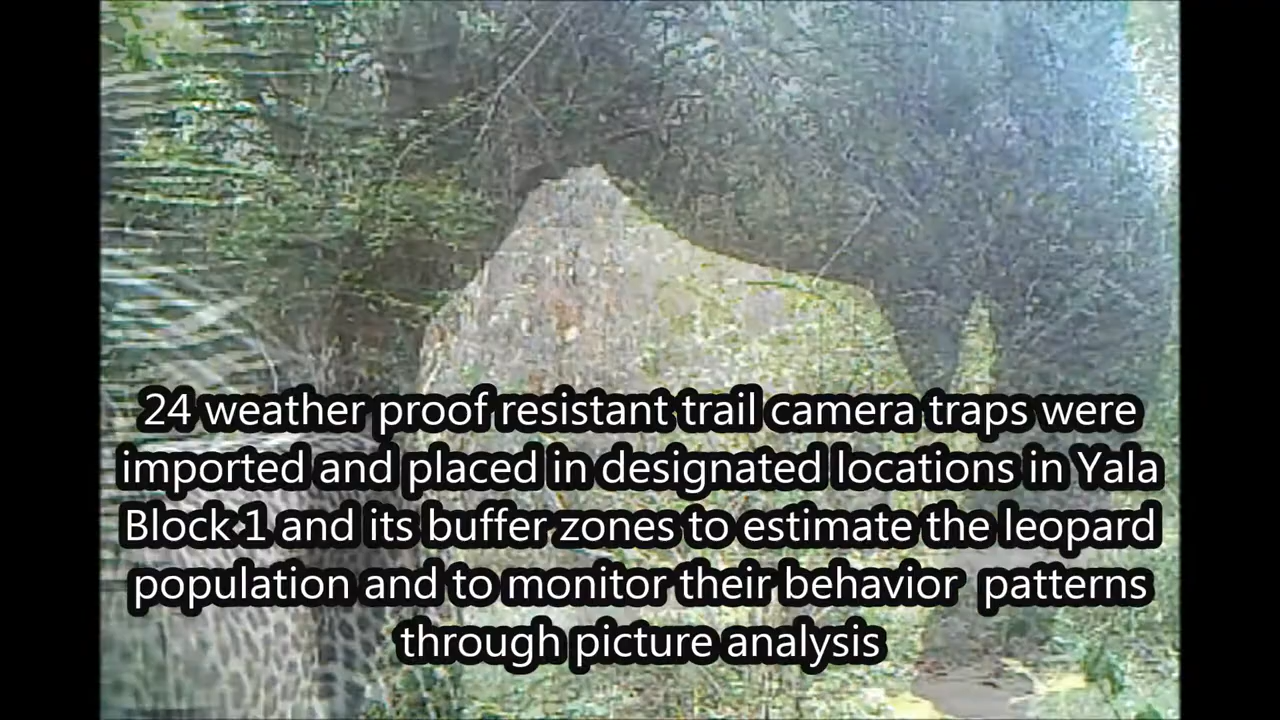 24 weather proof resistant trail camera traps were
imported and placed in designated locations in Yala
Block 1 and its buffer zones to estimate the leopard
population and to monitor their behavior  patterns
through picture analysis